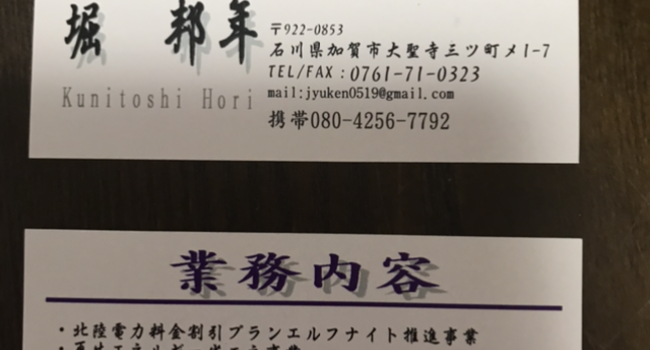 堀 邦年
Kunitoshi Hori
〒922-0853
石川県加賀市大聖寺三ツ町メ1-7
TEL/FAX:0761-71-0323
mail:jyuken0519@gmail.com
携帯080-4256-7792
業務内容
・北陸電力料金割引プランエルフナイト推進事業